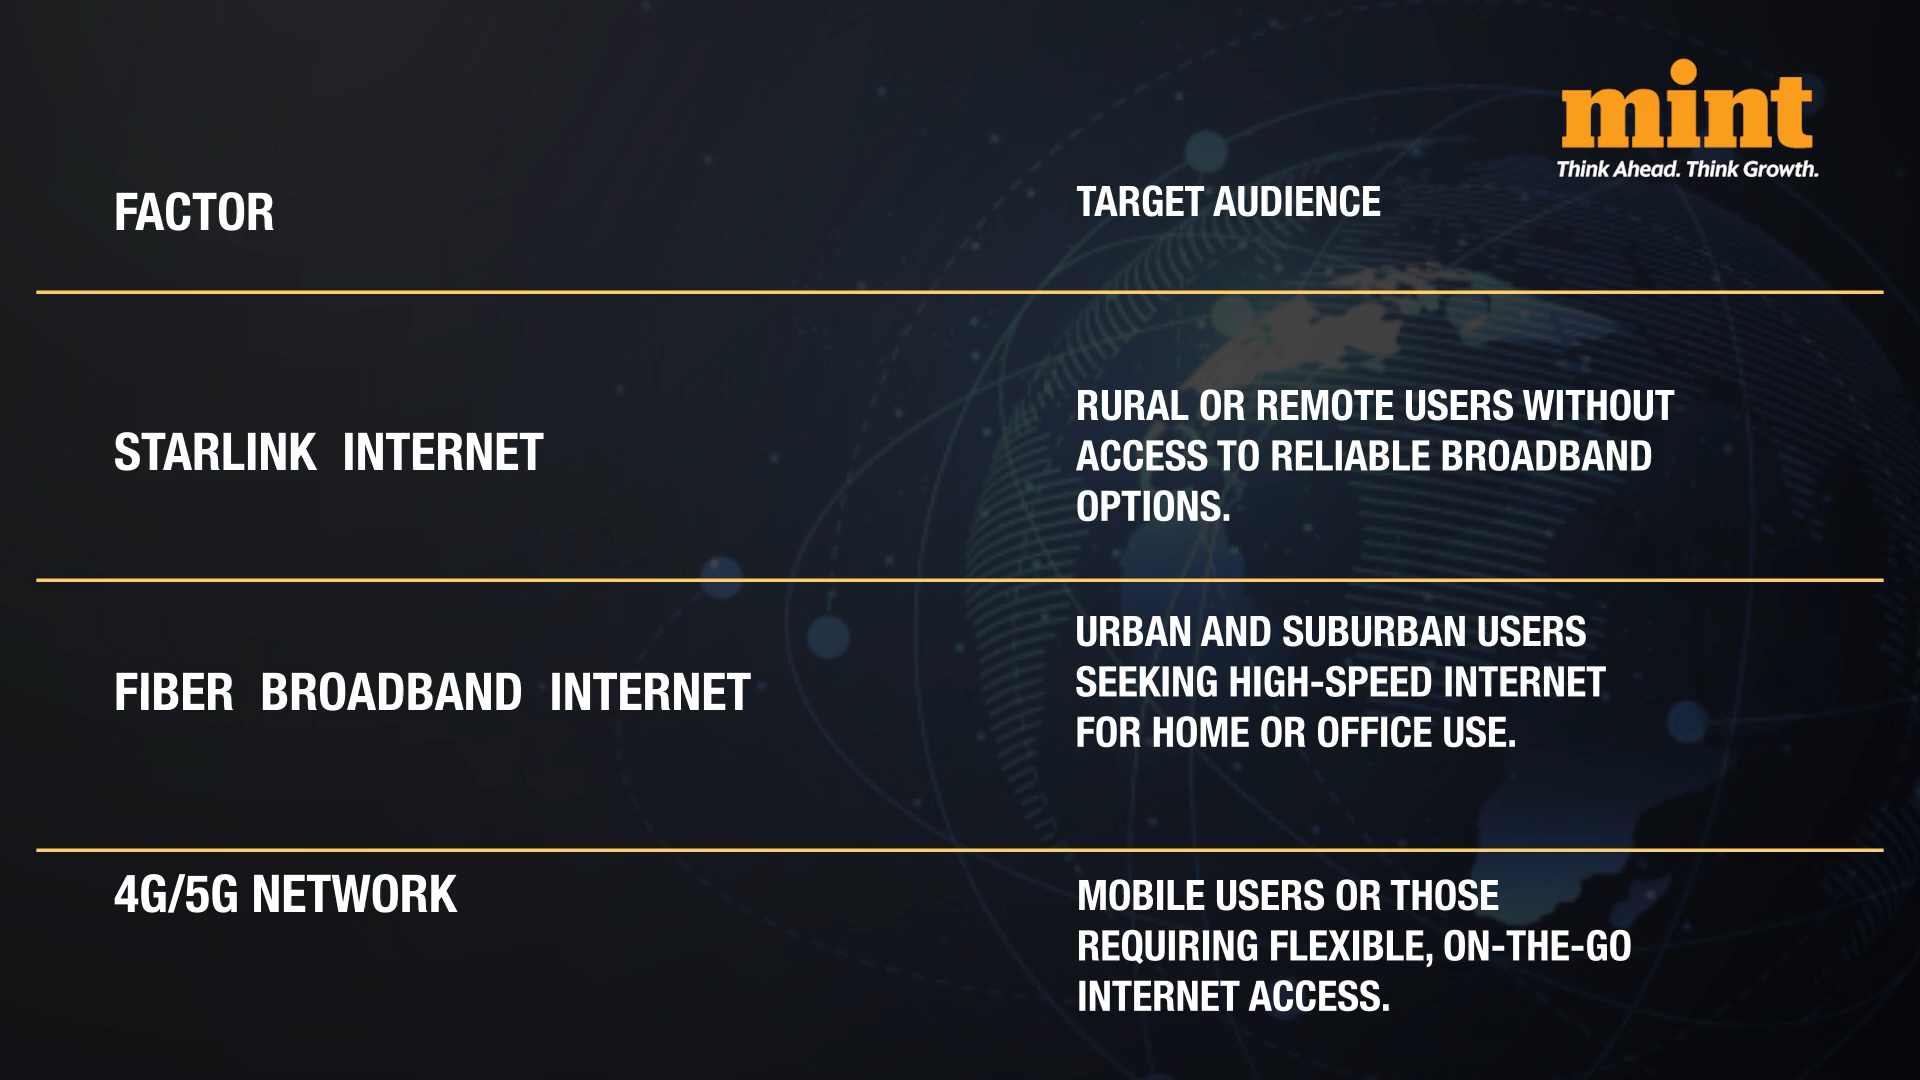 mint
Think Ahead. Think Growth.
FACTOR
TARGET AUDIENCE
STARLINK INTERNET
RURAL OR REMOTE USERS WITHOUT
ACCESS TO RELIABLE BROADBAND
OPTIONS.
FIBER BROADBAND INTERNET
URBAN AND SUBURBAN USERS
SEEKING HIGH-SPEED INTERNET
FOR HOME OR OFFICE USE.
4G/5G NETWORK
MOBILE USERS OR THOSE
REQUIRING FLEXIBLE, ON-THE-GO
INTERNET ACCESS.